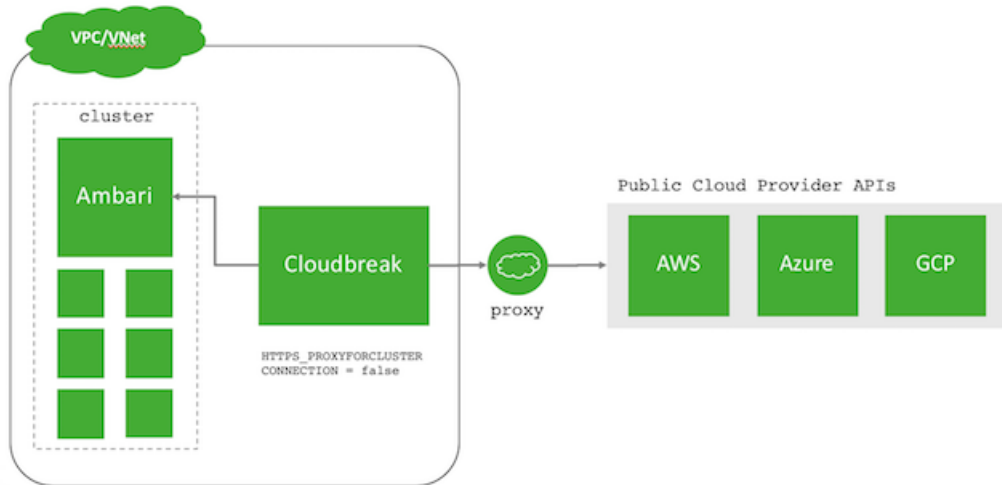 VPC/VNet
cluster
Ambari
Cloudbreak
HTTPS_PROXYFORCLUSTER
CONNECTION = false
proxy
Public Cloud Provider APIs
AWS
Azure
GCP